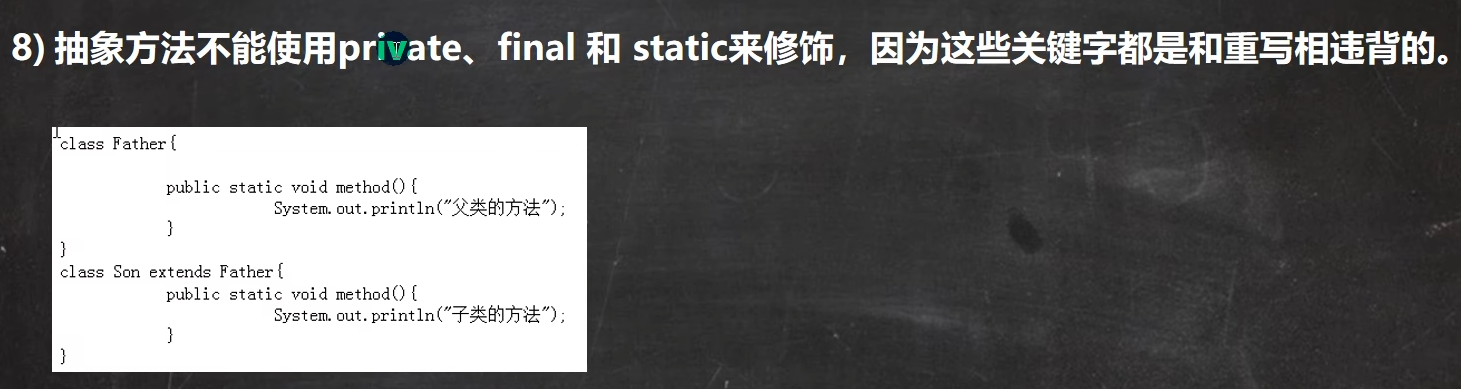 8) 抽象方法不能使用private、final 和 static来修饰，因为这些关键字都是和重写相违背的。
class Father{
public static void method(){
System.out.println("父类的方法");
}
}
class Son extends Father{
public static void method(){
System.out.println("子类的方法");
}
}